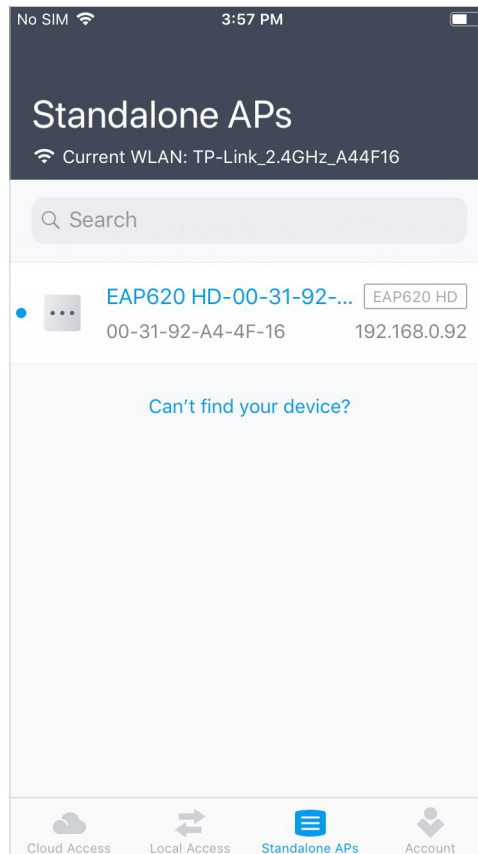 No SIM 3:57 PM
Standalone APs
Current WLAN: TP-Link_2.4GHz_A44F16
Search
EAP620 HD-00-31-92-... EAP620 HD
00-31-92-A4-4F-16 192.168.0.92
Can't find your device?
Cloud Access Local Access Standalone APs Account